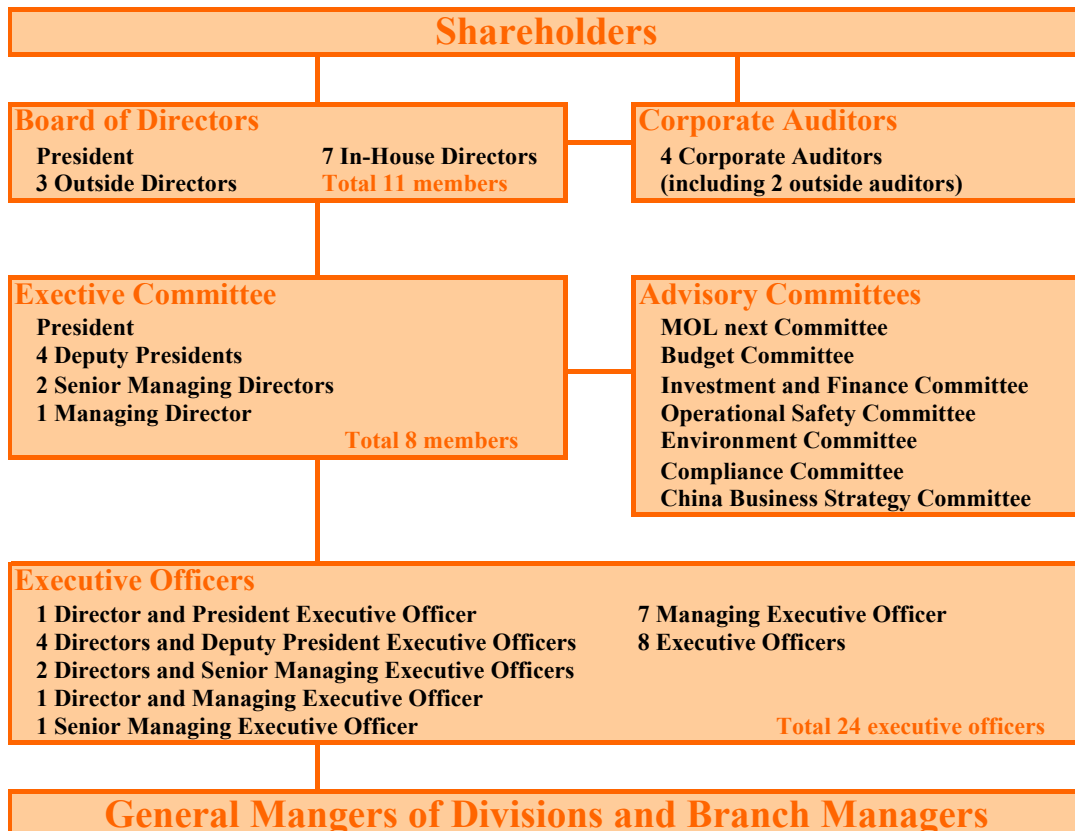 Shareholders
Board of Directors
President
7 In-House Directors
3 Outside Directors
Total 11 members
Corporate Auditors
4 Corporate Auditors
(including 2 outside auditors)
Exective Committee
President
4 Deputy Presidents
2 Senior Managing Directors
1 Managing Director
Total 8 members
Advisory Committees
MOL next Committee
Budget Committee
Investment and Finance Committee
Operational Safety Committee
Environment Committee
Compliance Committee
China Business Strategy Committee
Executive Officers
1 Director and President Executive Officer
4 Directors and Deputy President Executive Officers
2 Directors and Senior Managing Executive Officers
1 Director and Managing Executive Officer
1 Senior Managing Executive Officer
7 Managing Executive Officer
8 Executive Officers
Total 24 executive officers
General Mangers of Divisions and Branch Managers